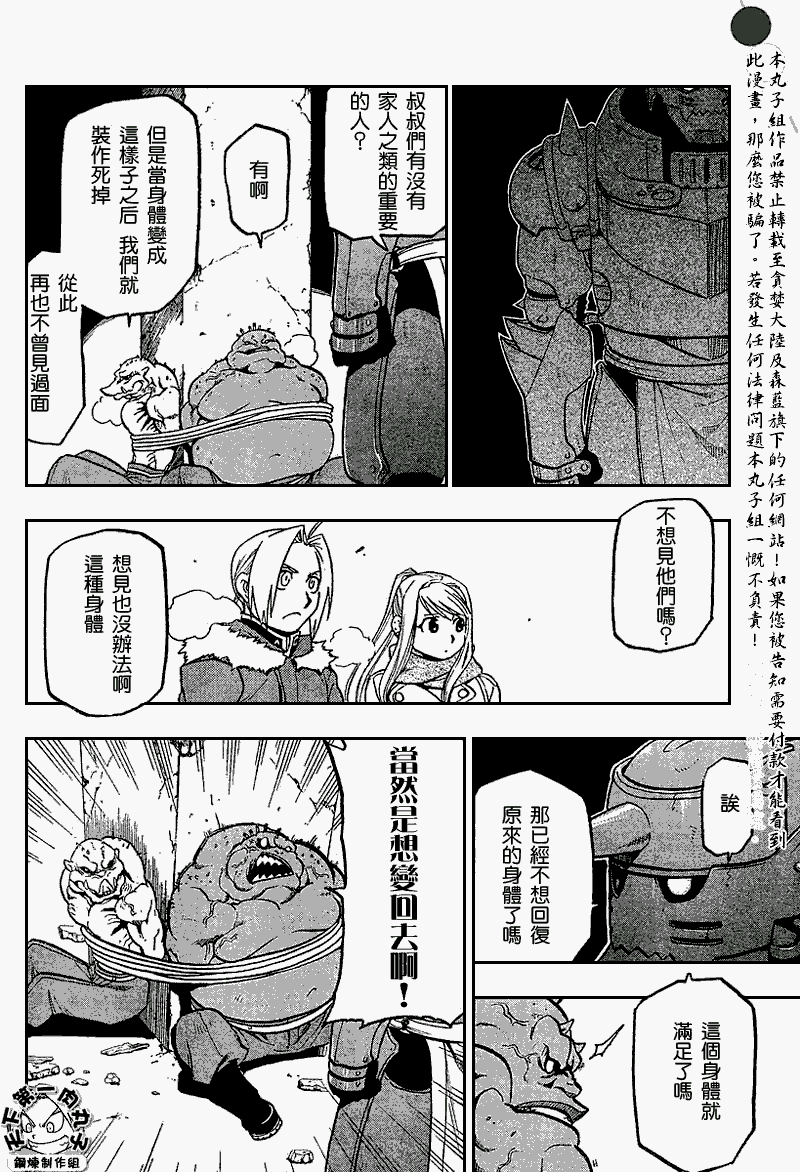 本丸子組作品禁止轉載至貪婪大陸及森藍旗下的任何網站！如果您被告知需要付款才能看到
此漫畫，那麼您被騙了。若發生任何法律問題本丸子組一慨不負責！
叔叔們有沒有
家人之類的重要
的人？
有啊
但是當身體變成
這樣子之后 我們就
裝作死掉
從此
再也不曾見過面
不想見他們嗎？
想見也沒辦法啊
這種身體
誒
那已經不想回復
原來的身體了嗎
這個身體就
滿足了嗎
當然是想變回去啊！
天下第一肉丸子
鋼煉制作組